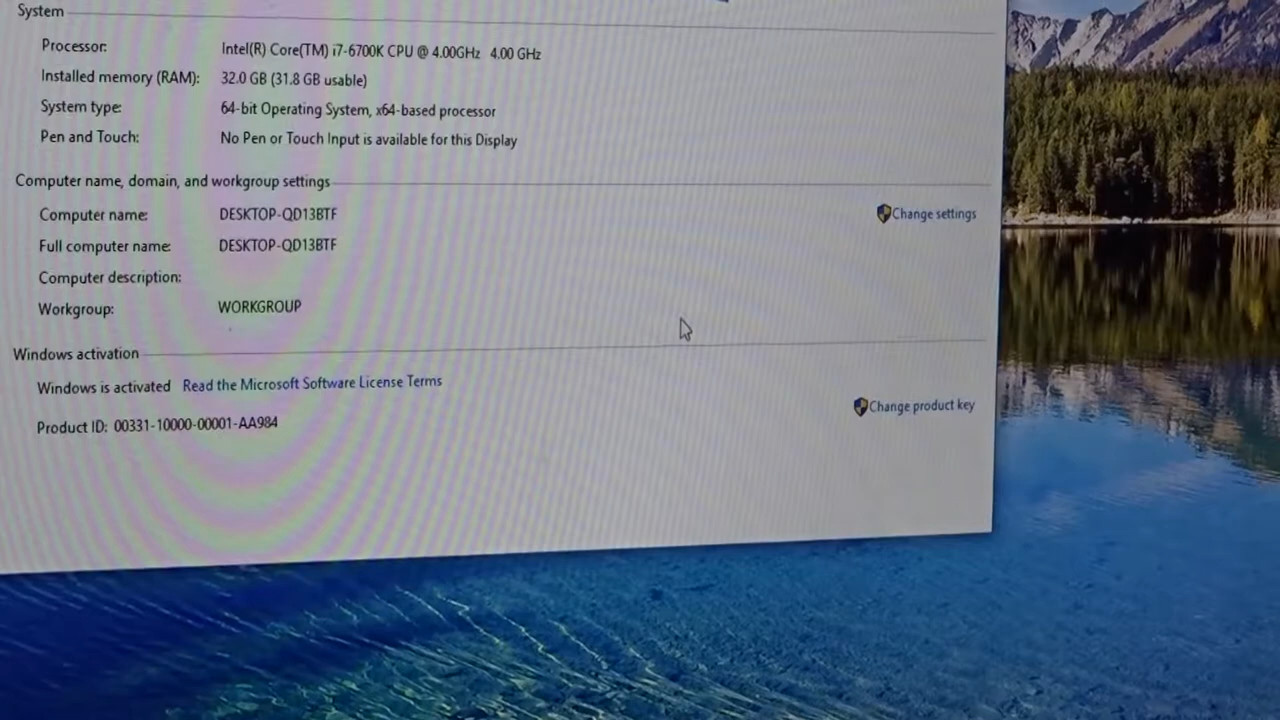 System
Processor: Intel(R) Core(TM) i7-6700K CPU @ 4.00GHz 4.00 GHz
Installed memory (RAM): 32.0 GB (31.8 GB usable)
System type: 64-bit Operating System, x64-based processor
Pen and Touch: No Pen or Touch Input is available for this Display
Computer name, domain, and workgroup settings
Computer name: DESKTOP-QD13BTF Change settings
Full computer name: DESKTOP-QD13BTF
Computer description:
Workgroup: WORKGROUP
Windows activation
Windows is activated Read the Microsoft Software License Terms
Product ID: 00331-10000-00001-AA984 Change product key